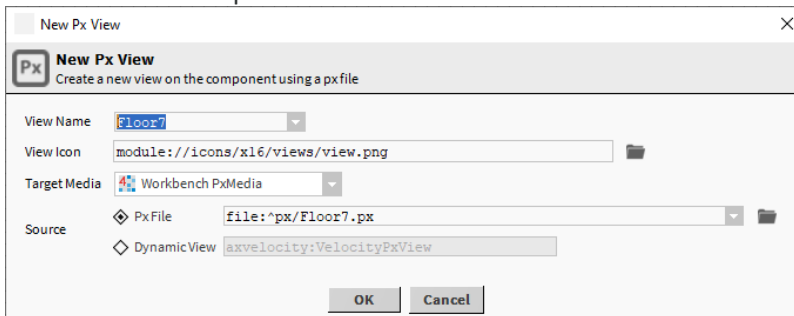 New Px View
Px New Px View
Create a new view on the component using a px file
View Name Floor7
View Icon module://icons/x16/views/view.png
Target Media Workbench PxMedia
Source
Px File file:^px/Floor7.px
Dynamic View axvelocity:VelocityPxView
OK Cancel